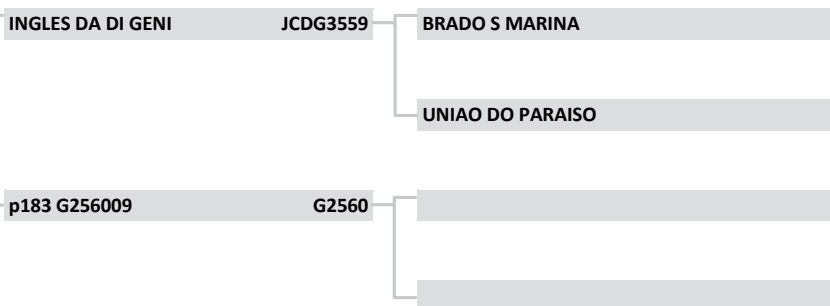 INGLES DA DI GENI JCDG3559 BRADO S MARINA
UNIAO DO PARAISO
p183 G256009 G2560